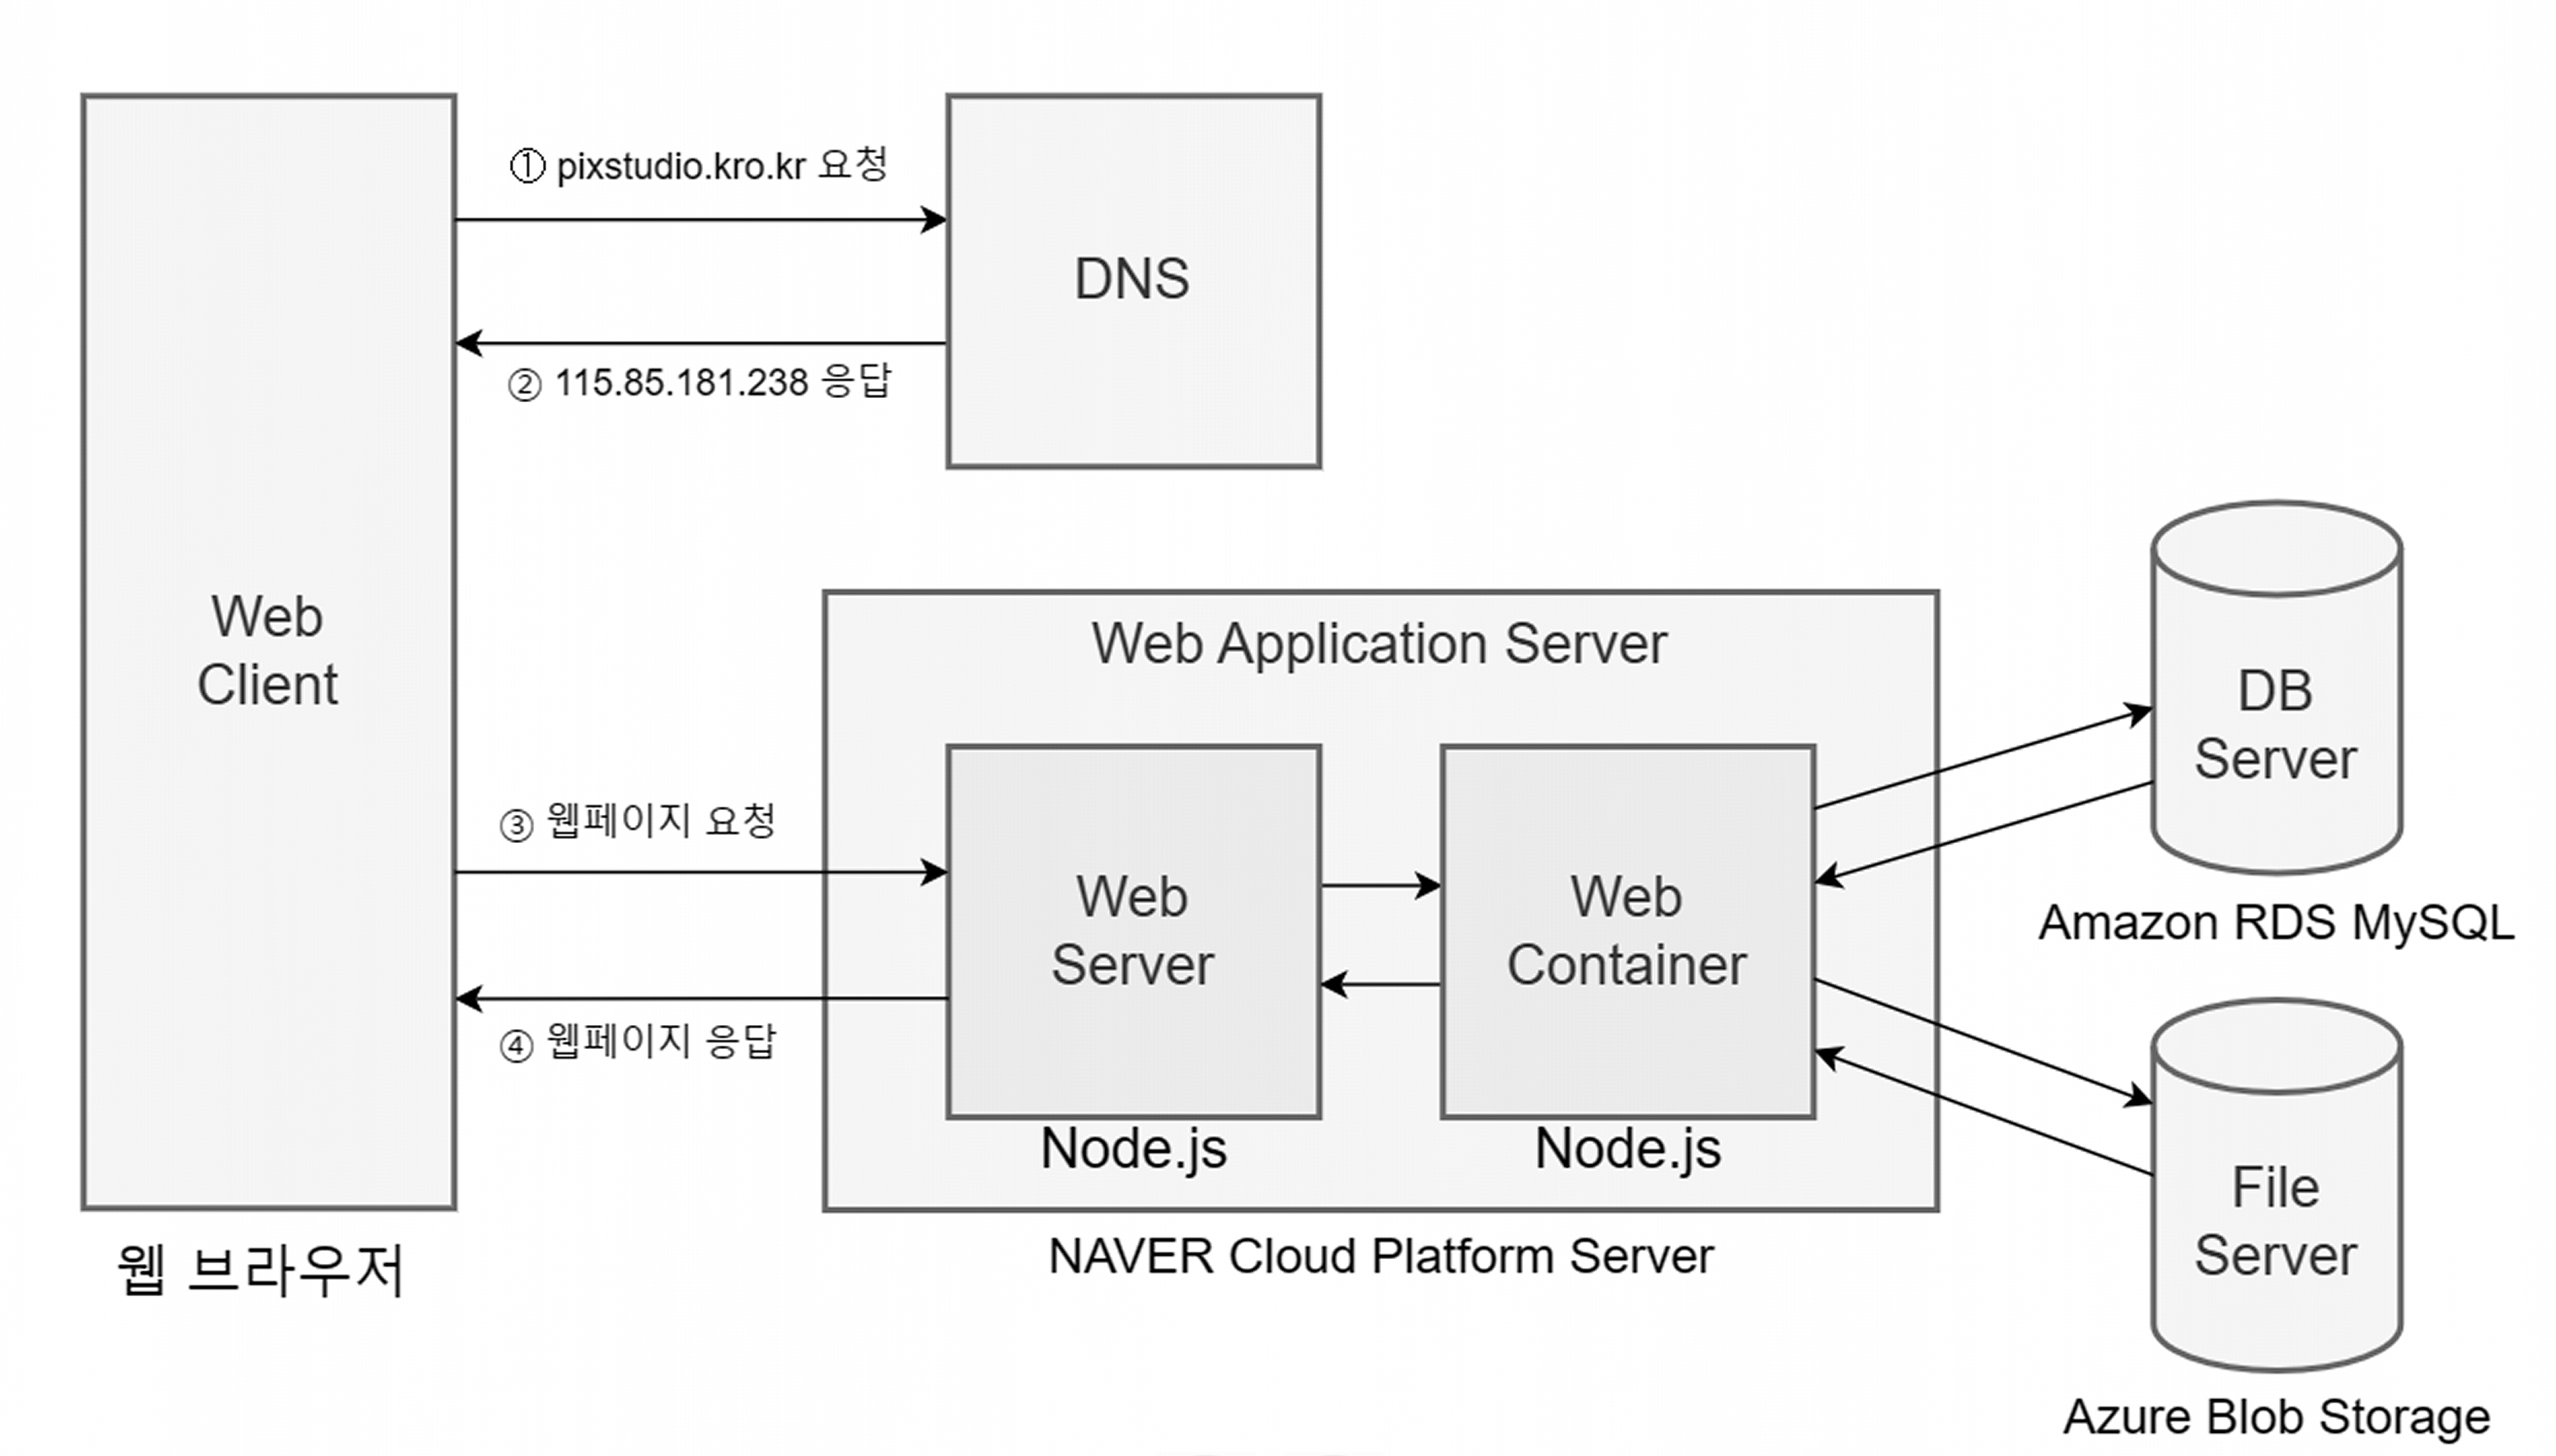 ① pixstudio.kro.kr 요청
DNS
② 115.85.181.238 응답
Web
Client
Web Application Server
DB
Server
③ 웹페이지 요청
Web
Server
Web
Container
Amazon RDS MySQL
④ 웹페이지 응답
Node.js
Node.js
File
Server
웹 브라우저
NAVER Cloud Platform Server
Azure Blob Storage